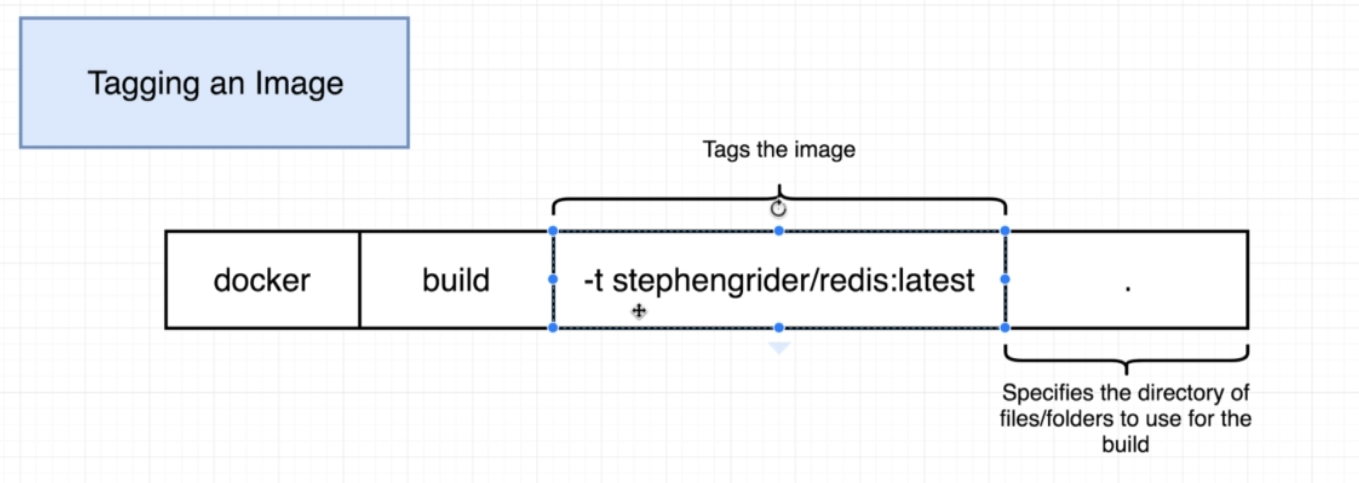 Tagging an Image
Tags the image
docker
build
-t stephengrider/redis:latest
.
Specifies the directory of
files/folders to use for the
build